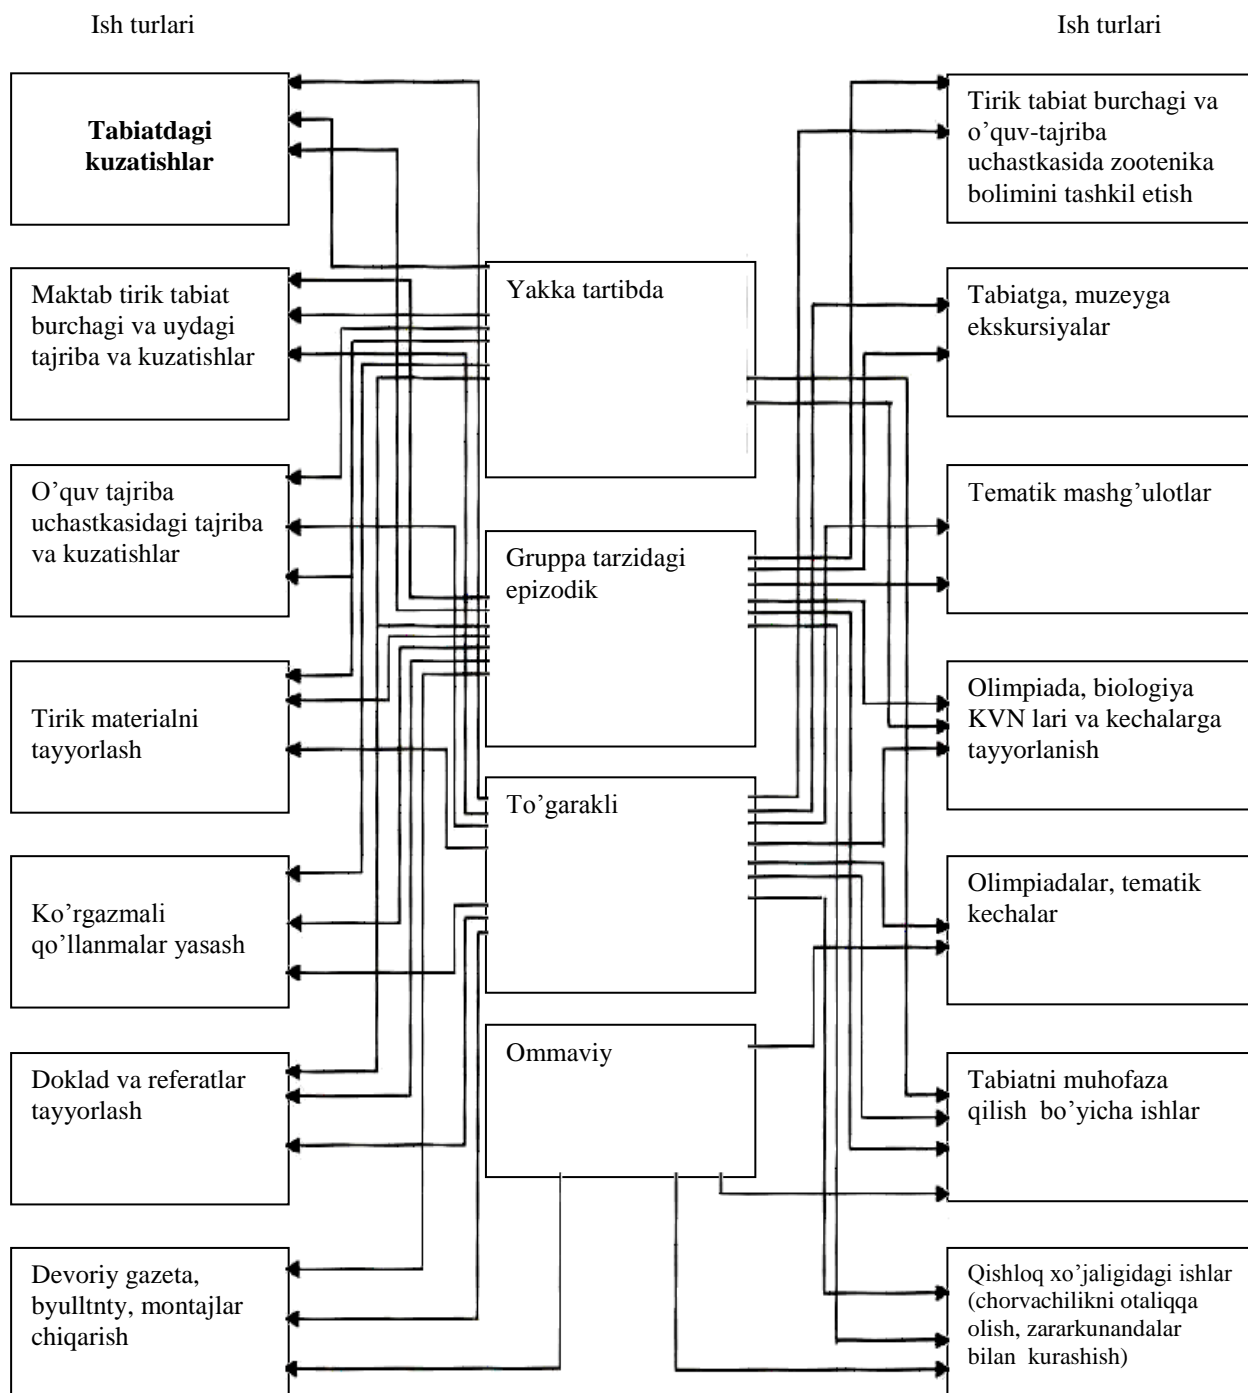 Ish turlari
Ish turlari
Tabiatdagi
kuzatishlar
Maktab tirik tabiat
burchagi va uydagi
tajriba va kuzatishlar
O’quv tajriba
uchastkasidagi tajriba
va kuzatishlar
Tirik materialni
tayyorlash
Ko’rgazmali
qo’llanmalar yasash
Doklad va referatlar
tayyorlash
Devoriy gazeta,
byulltnty, montajlar
chiqarish
Yakka tartibda
Gruppa tarzidagi
epizodik
To’garakli
Ommaviy
Tirik tabiat burchagi va
o’quv-tajriba
uchastkasida zootenika
bolimini tashkil etish
Tabiatga, muzeyga
ekskursiyalar
Tematik mashg’ulotlar
Olimpiada, biologiya
KVN lari va kechalarga
tayyorlanish
Olimpiadalar, tematik
kechalar
Tabiatni muhofaza
qilish  bo’yicha ishlar
Qishloq xo’jaligidagi ishlar
(chorvachilikni otaliqqa
olish, zararkunandalar
bilan  kurashish)